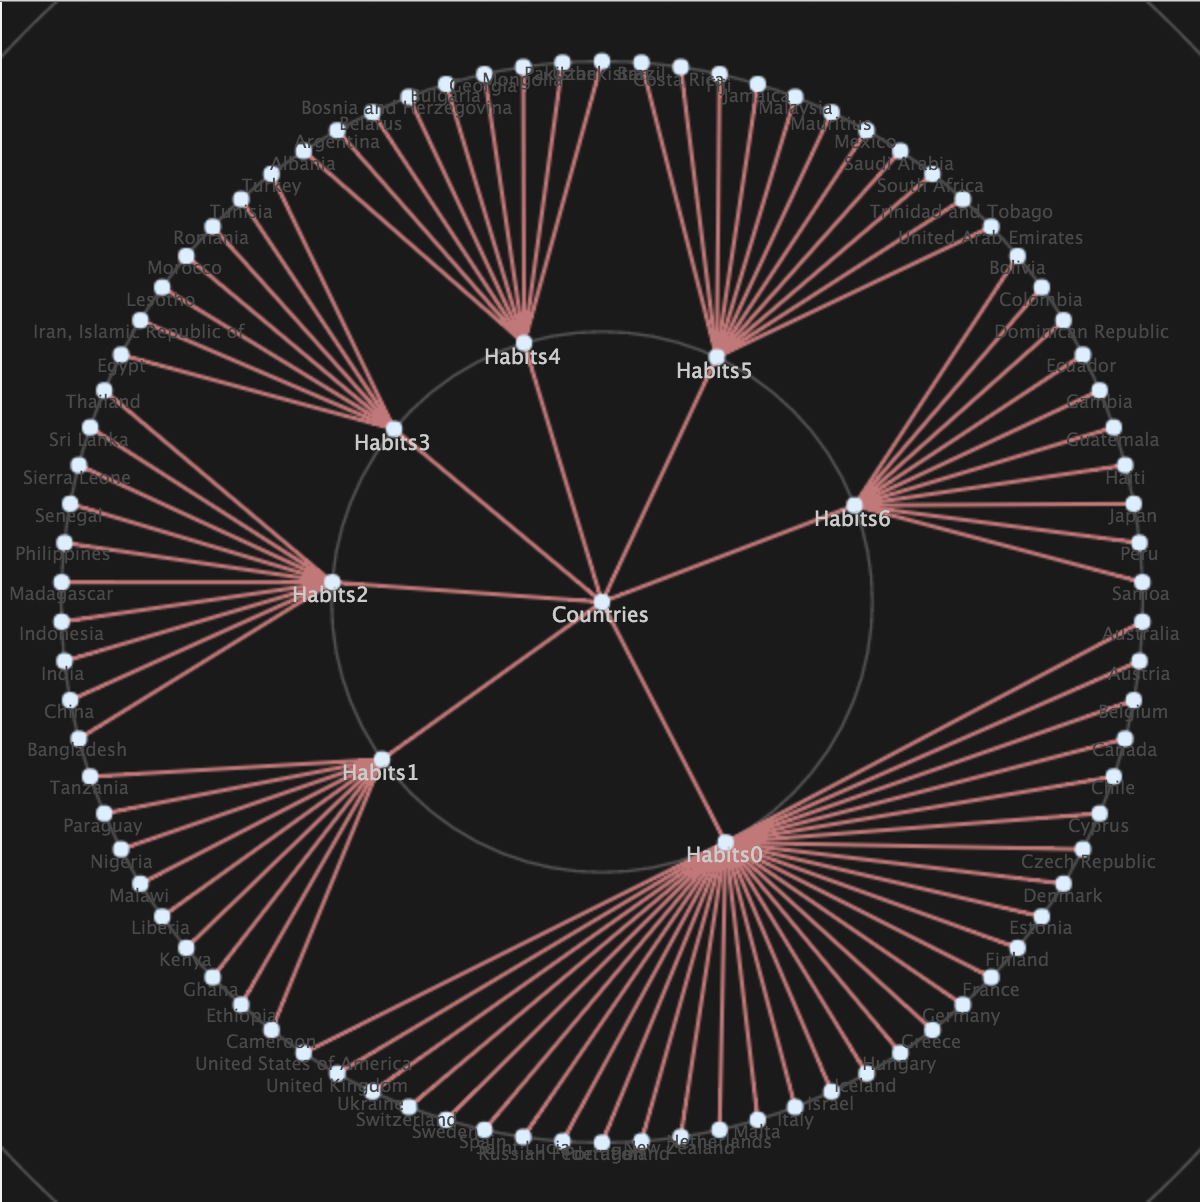 Countries
Habits0
Habits1
Habits2
Habits3
Habits4
Habits5
Habits6
Australia
Austria
Belgium
Canada
Chile
Cyprus
Czech Republic
Denmark
Estonia
Finland
France
Germany
Greece
Hungary
Iceland
Israel
Italy
Malta
Netherlands
New Zealand
Poland
Portugal
Russian Federation
Saint Lucia
Spain
Sweden
Switzerland
Ukraine
United Kingdom
United States of America
Cameroon
Ethiopia
Ghana
Kenya
Liberia
Malawi
Nigeria
Paraguay
Tanzania
Bangladesh
China
India
Indonesia
Madagascar
Philippines
Senegal
Sierra Leone
Sri Lanka
Thailand
Egypt
Iran, Islamic Republic of
Lesotho
Morocco
Romania
Tunisia
Turkey
Albania
Argentina
Belarus
Bosnia and Herzegovina
Bulgaria
Georgia
Mongolia
Pakistan
Uzbekistan
Brazil
Costa Rica
Fiji
Jamaica
Malaysia
Mauritius
Mexico
Saudi Arabia
South Africa
Trinidad and Tobago
United Arab Emirates
Bolivia
Colombia
Dominican Republic
Ecuador
Gambia
Guatemala
Haiti
Japan
Peru
Samoa